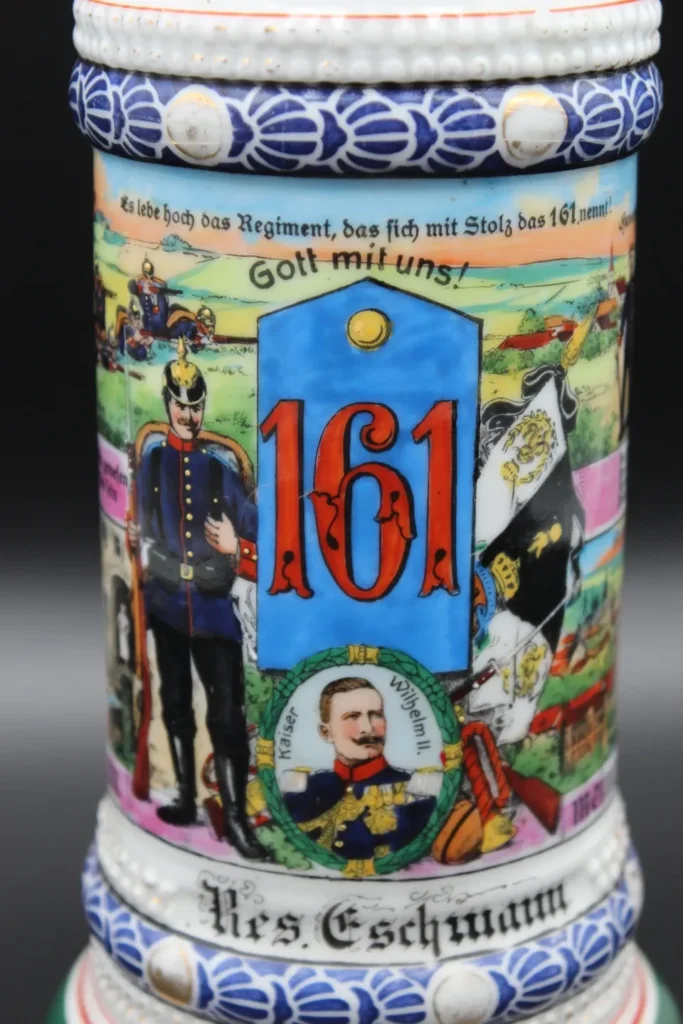 Es lebe hoch das Regiment, das sich mit Stolz das 161. nennt!
Gott mit uns!
161
Kaiser Wilhelm II.
Res. Eschmann